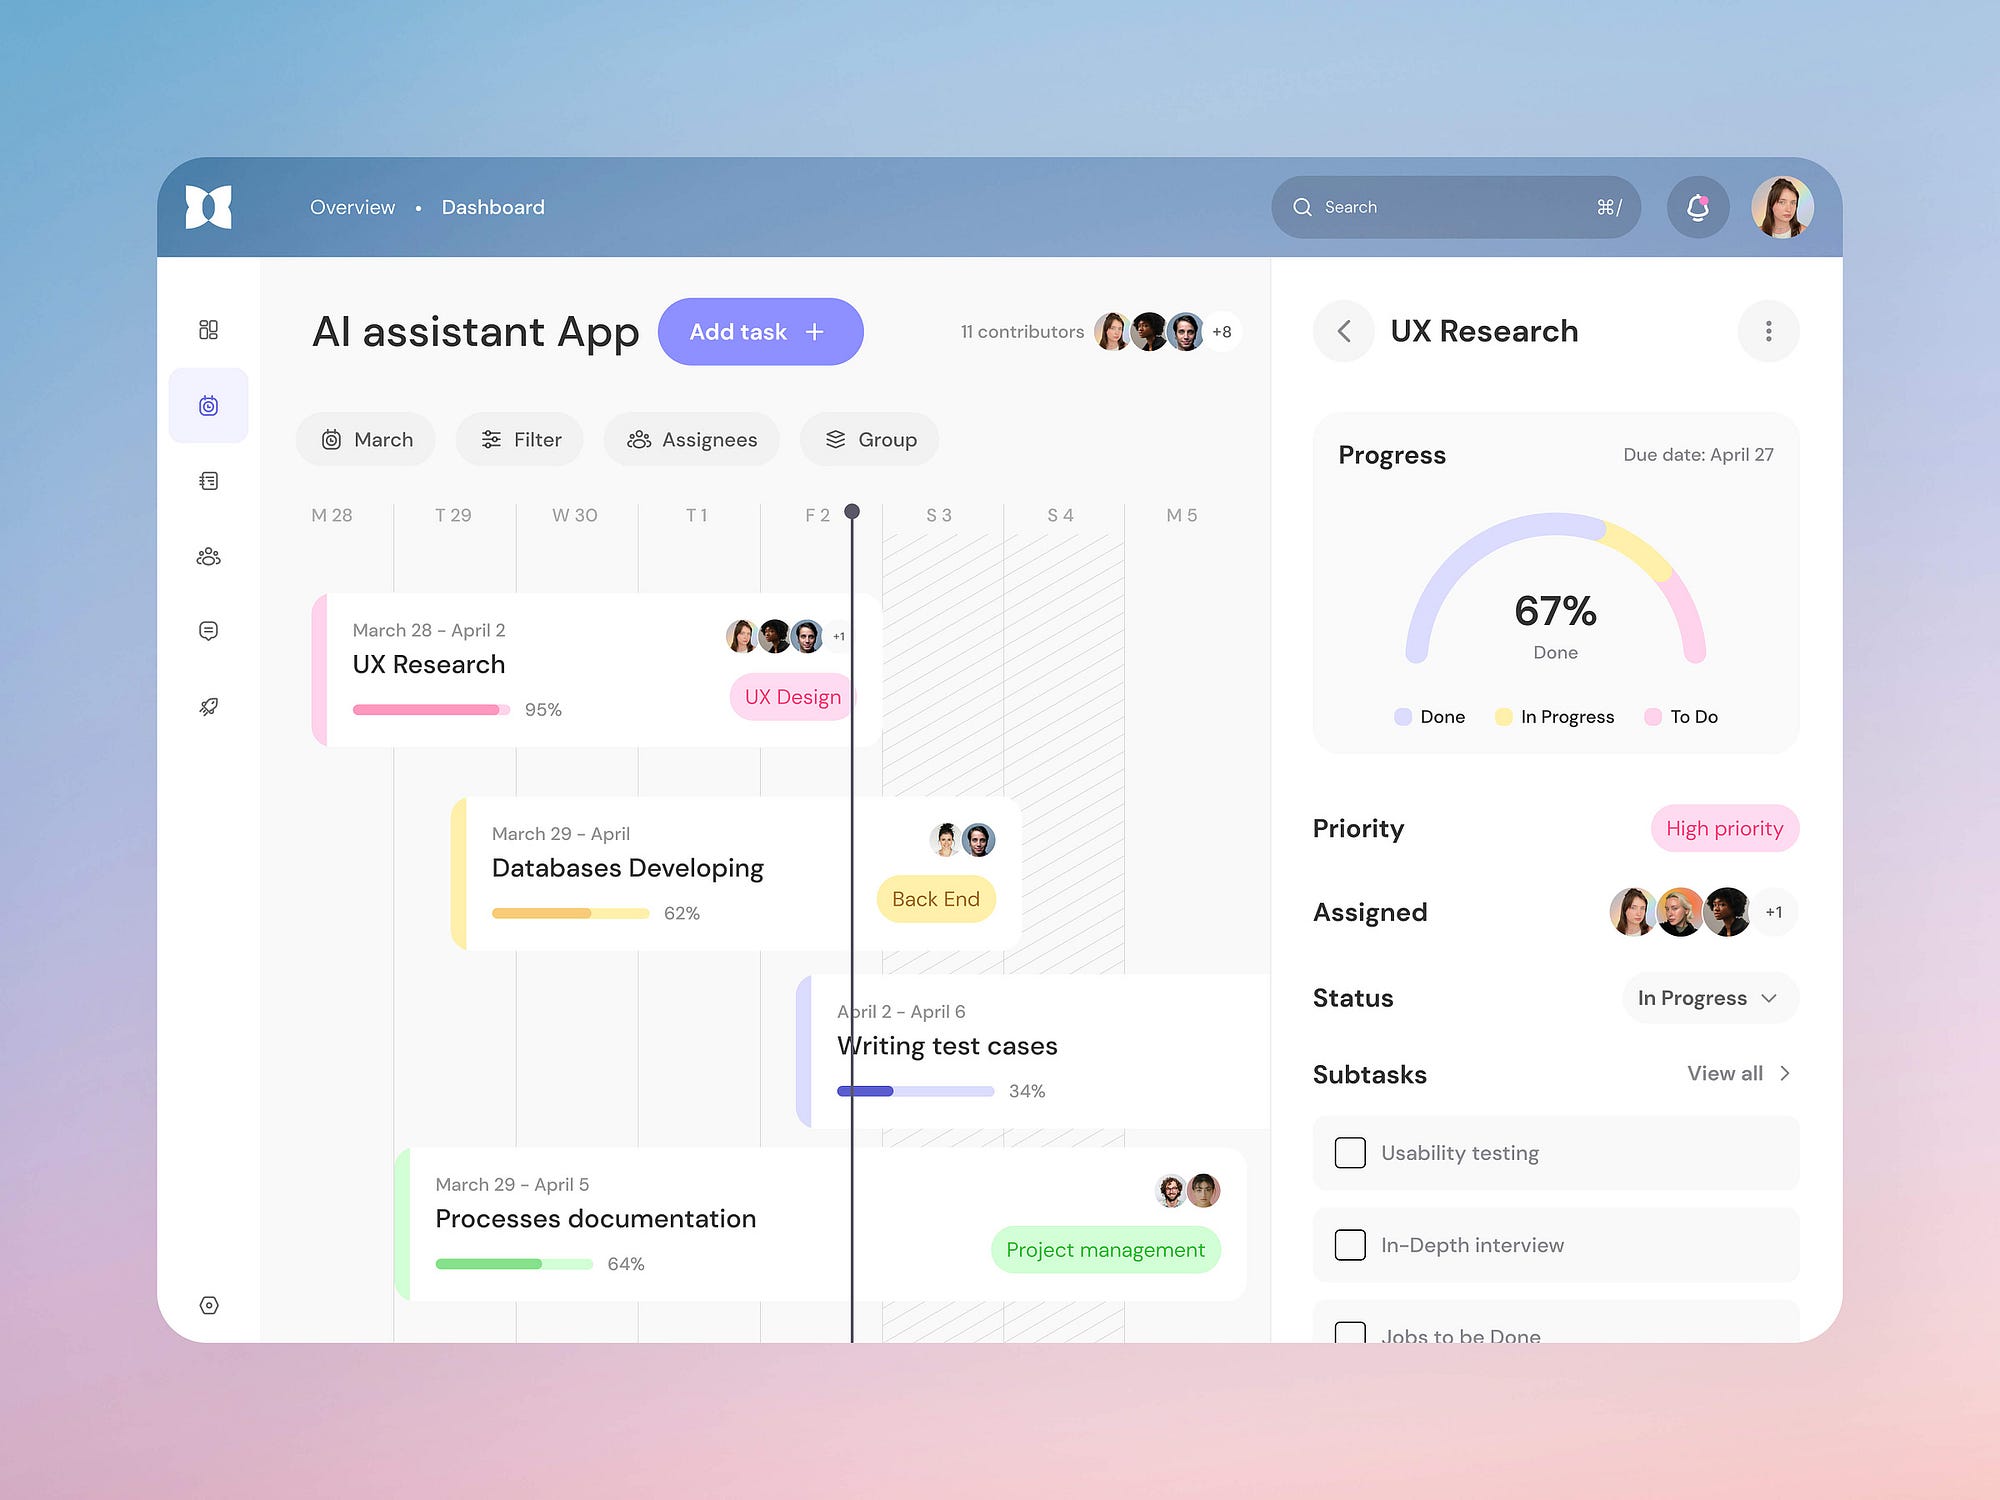 Overview • Dashboard
Search ⌘/
AI assistant App
Add task +
11 contributors +8
March
Filter
Assignees
Group
M 28 T 29 W 30 T 1 F 2 S 3 S 4 M 5
March 28 - April 2
UX Research
95%
+1
UX Design
March 29 - April
Databases Developing
62%
Back End
April 2 - April 6
Writing test cases
34%
March 29 - April 5
Processes documentation
64%
Project management
UX Research
Progress
Due date: April 27
67%
Done
Done In Progress To Do
Priority
High priority
Assigned
+1
Status
In Progress
Subtasks
View all
Usability testing
In-Depth interview
Jobs to be Done